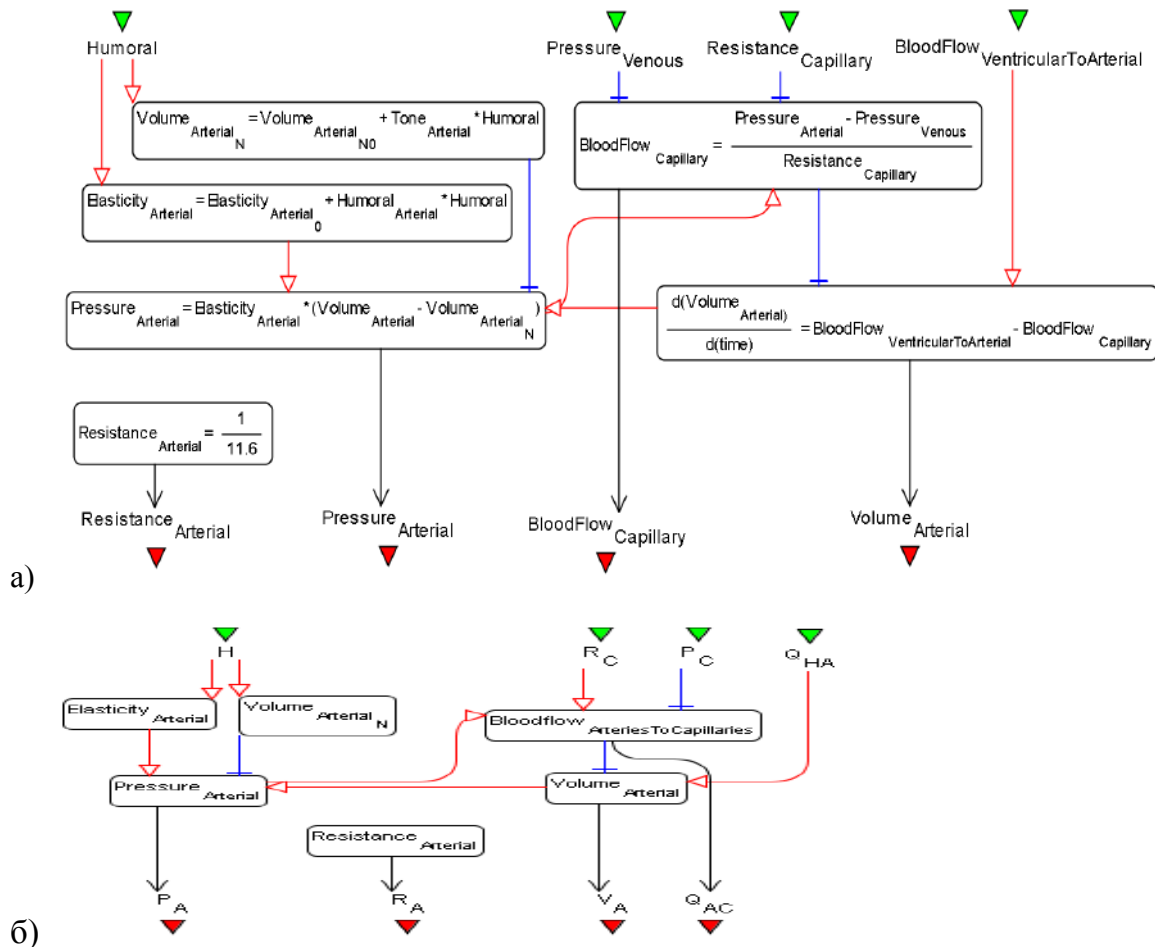 Humoral
Pressure Venous
Resistance Capillary
BloodFlow VentricularToArterial
Volume Arterial N = Volume Arterial N0 + Tone Arterial * Humoral
BloodFlow Capillary = Pressure Arterial - Pressure Venous
Resistance Capillary
Elasticity Arterial = Elasticity Arterial 0 + Humoral Arterial * Humoral
Pressure Arterial = Elasticity Arterial * (Volume Arterial - Volume Arterial N )
d(Volume Arterial)
d(time)
= BloodFlow VentricularToArterial - BloodFlow Capillary
Resistance Arterial = 1
11.6
Resistance Arterial
Pressure Arterial
BloodFlow Capillary
Volume Arterial
а)
H
R C
P C
Q HA
Elasticity Arterial
Volume Arterial N
Bloodflow ArteriesToCapillaries
Pressure Arterial
Volume Arterial
Resistance Arterial
P A
R A
V A
Q AC
б)